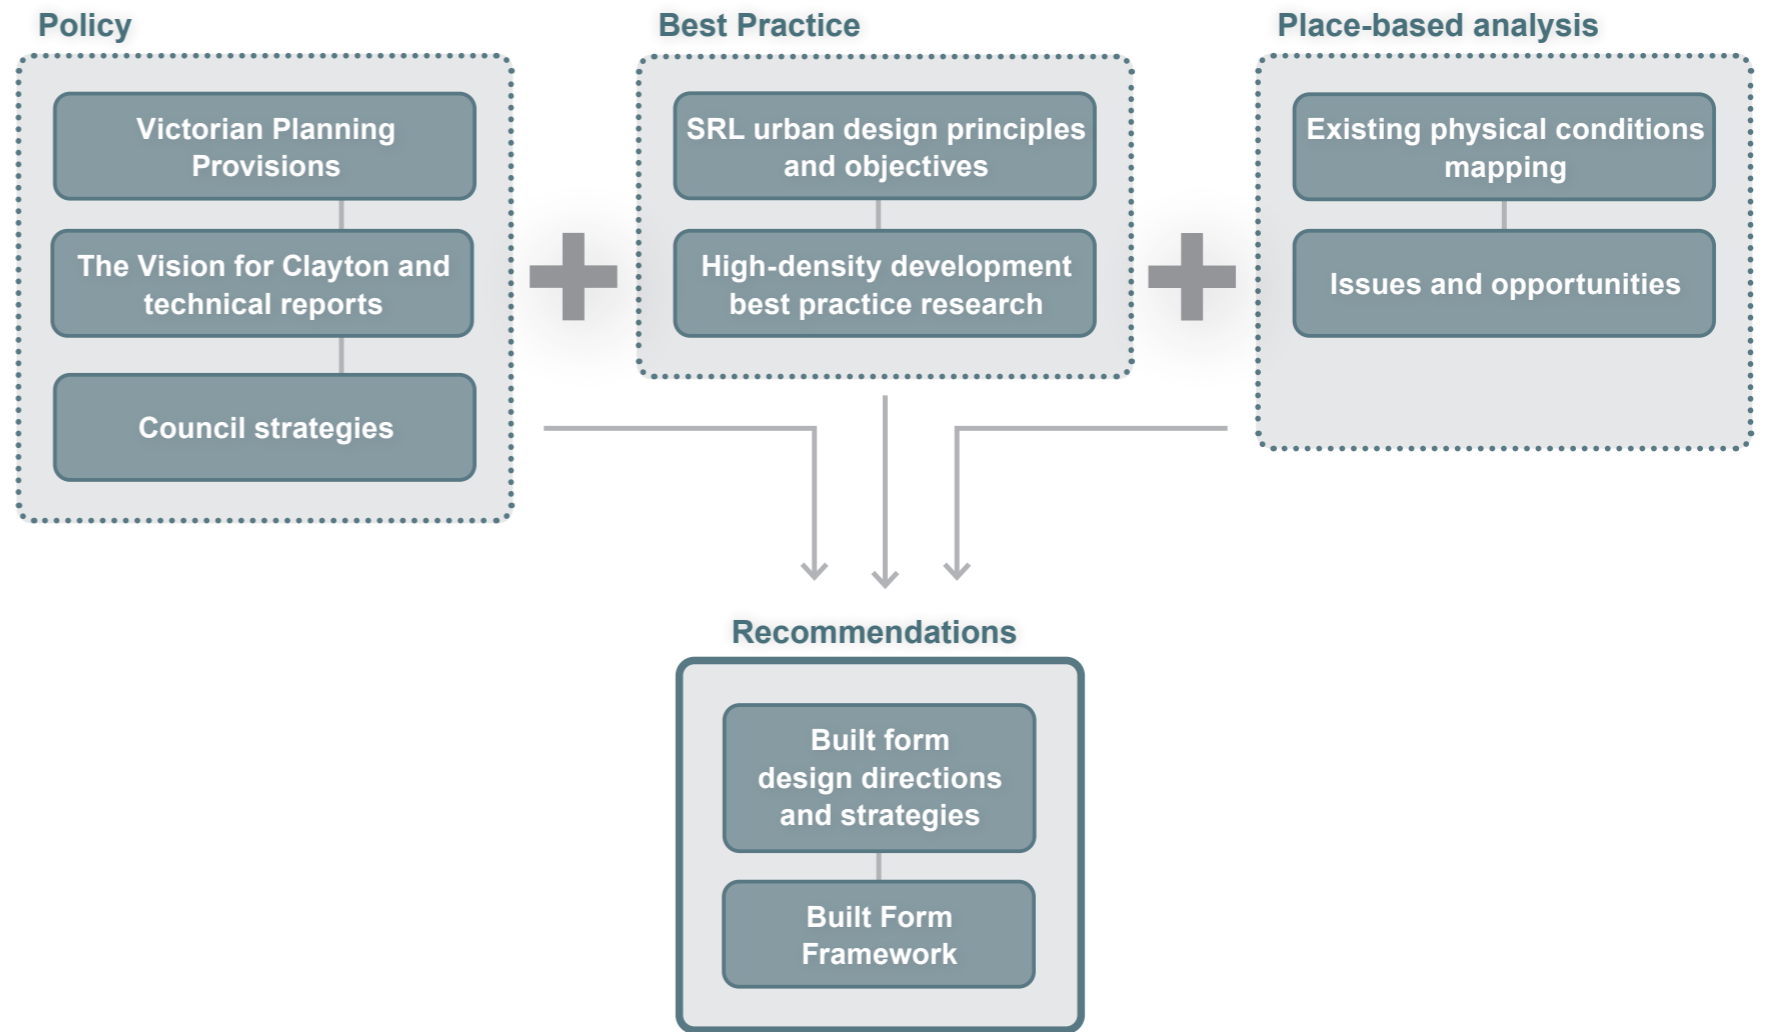 Policy
Victorian Planning
Provisions
The Vision for Clayton and
technical reports
Council strategies
Best Practice
SRL urban design principles
and objectives
High-density development
best practice research
Place-based analysis
Existing physical conditions
mapping
Issues and opportunities
Recommendations
Built form
design directions
and strategies
Built Form
Framework